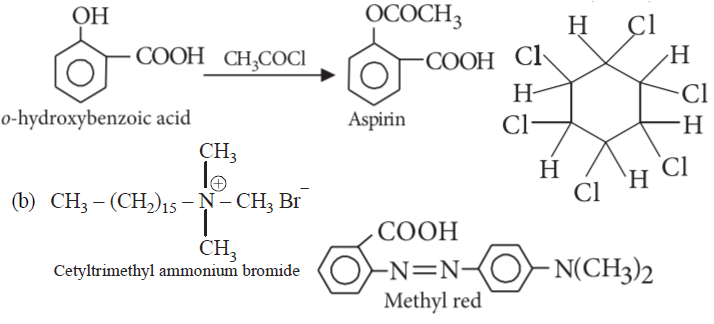 OH
COOH
CH₃COCl
o-hydroxybenzoic acid
OCOCH₃
COOH
Aspirin
H Cl
Cl H
H Cl
Cl H
H Cl
Cl H
(b) CH₃ – (CH₂)₁₅ – N – CH₃ Br⁻
CH₃
⊕
CH₃
Cetyltrimethyl ammonium bromide
COOH
N=N
N(CH3)2
Methyl red